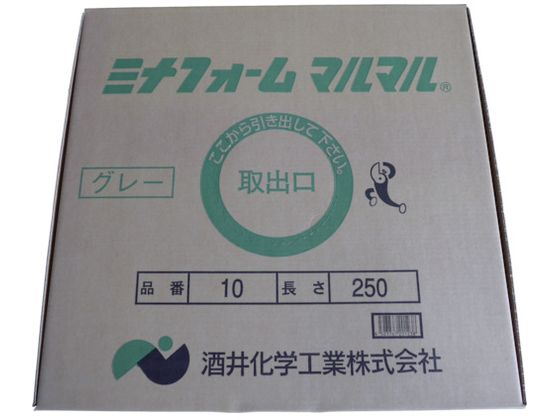 ミナフォーム マルマル®
ここから引き出して下さい。
グレー
取出口
品番 10 長さ 250
酒井化学工業株式会社